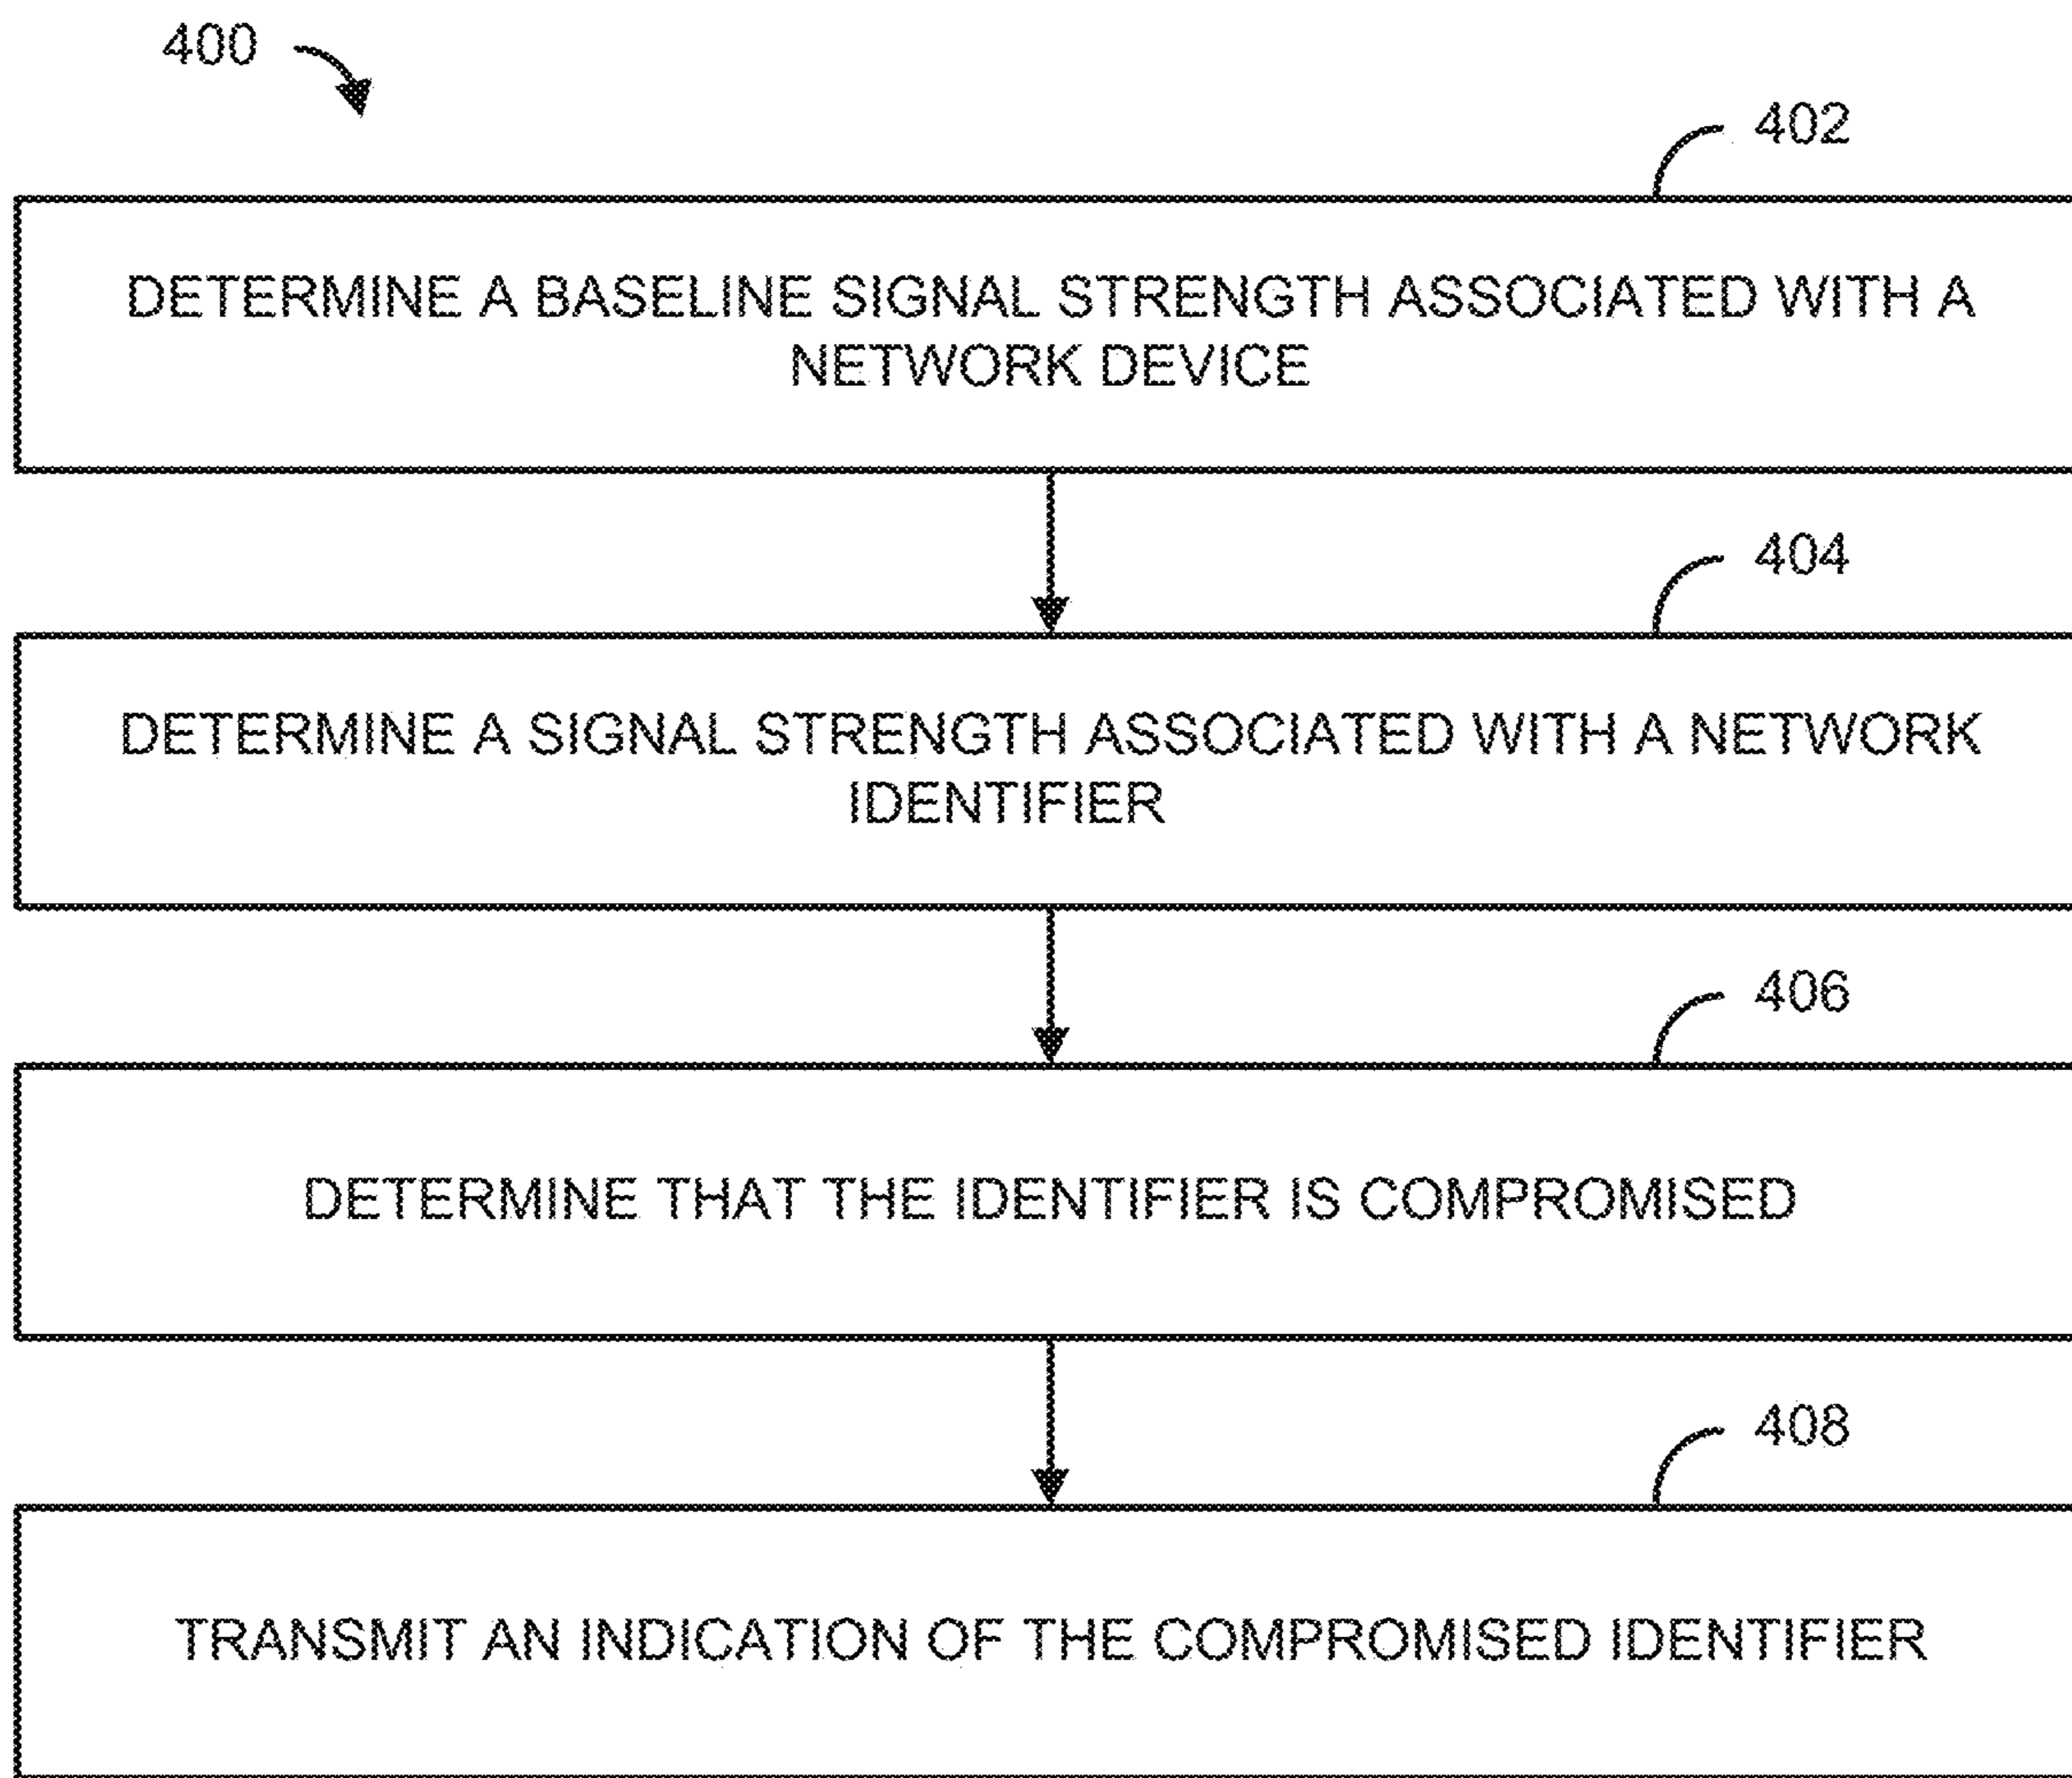 400
402
DETERMINE A BASELINE SIGNAL STRENGTH ASSOCIATED WITH A
NETWORK DEVICE
404
DETERMINE A SIGNAL STRENGTH ASSOCIATED WITH A NETWORK
IDENTIFIER
406
DETERMINE THAT THE IDENTIFIER IS COMPROMISED
408
TRANSMIT AN INDICATION OF THE COMPROMISED IDENTIFIER